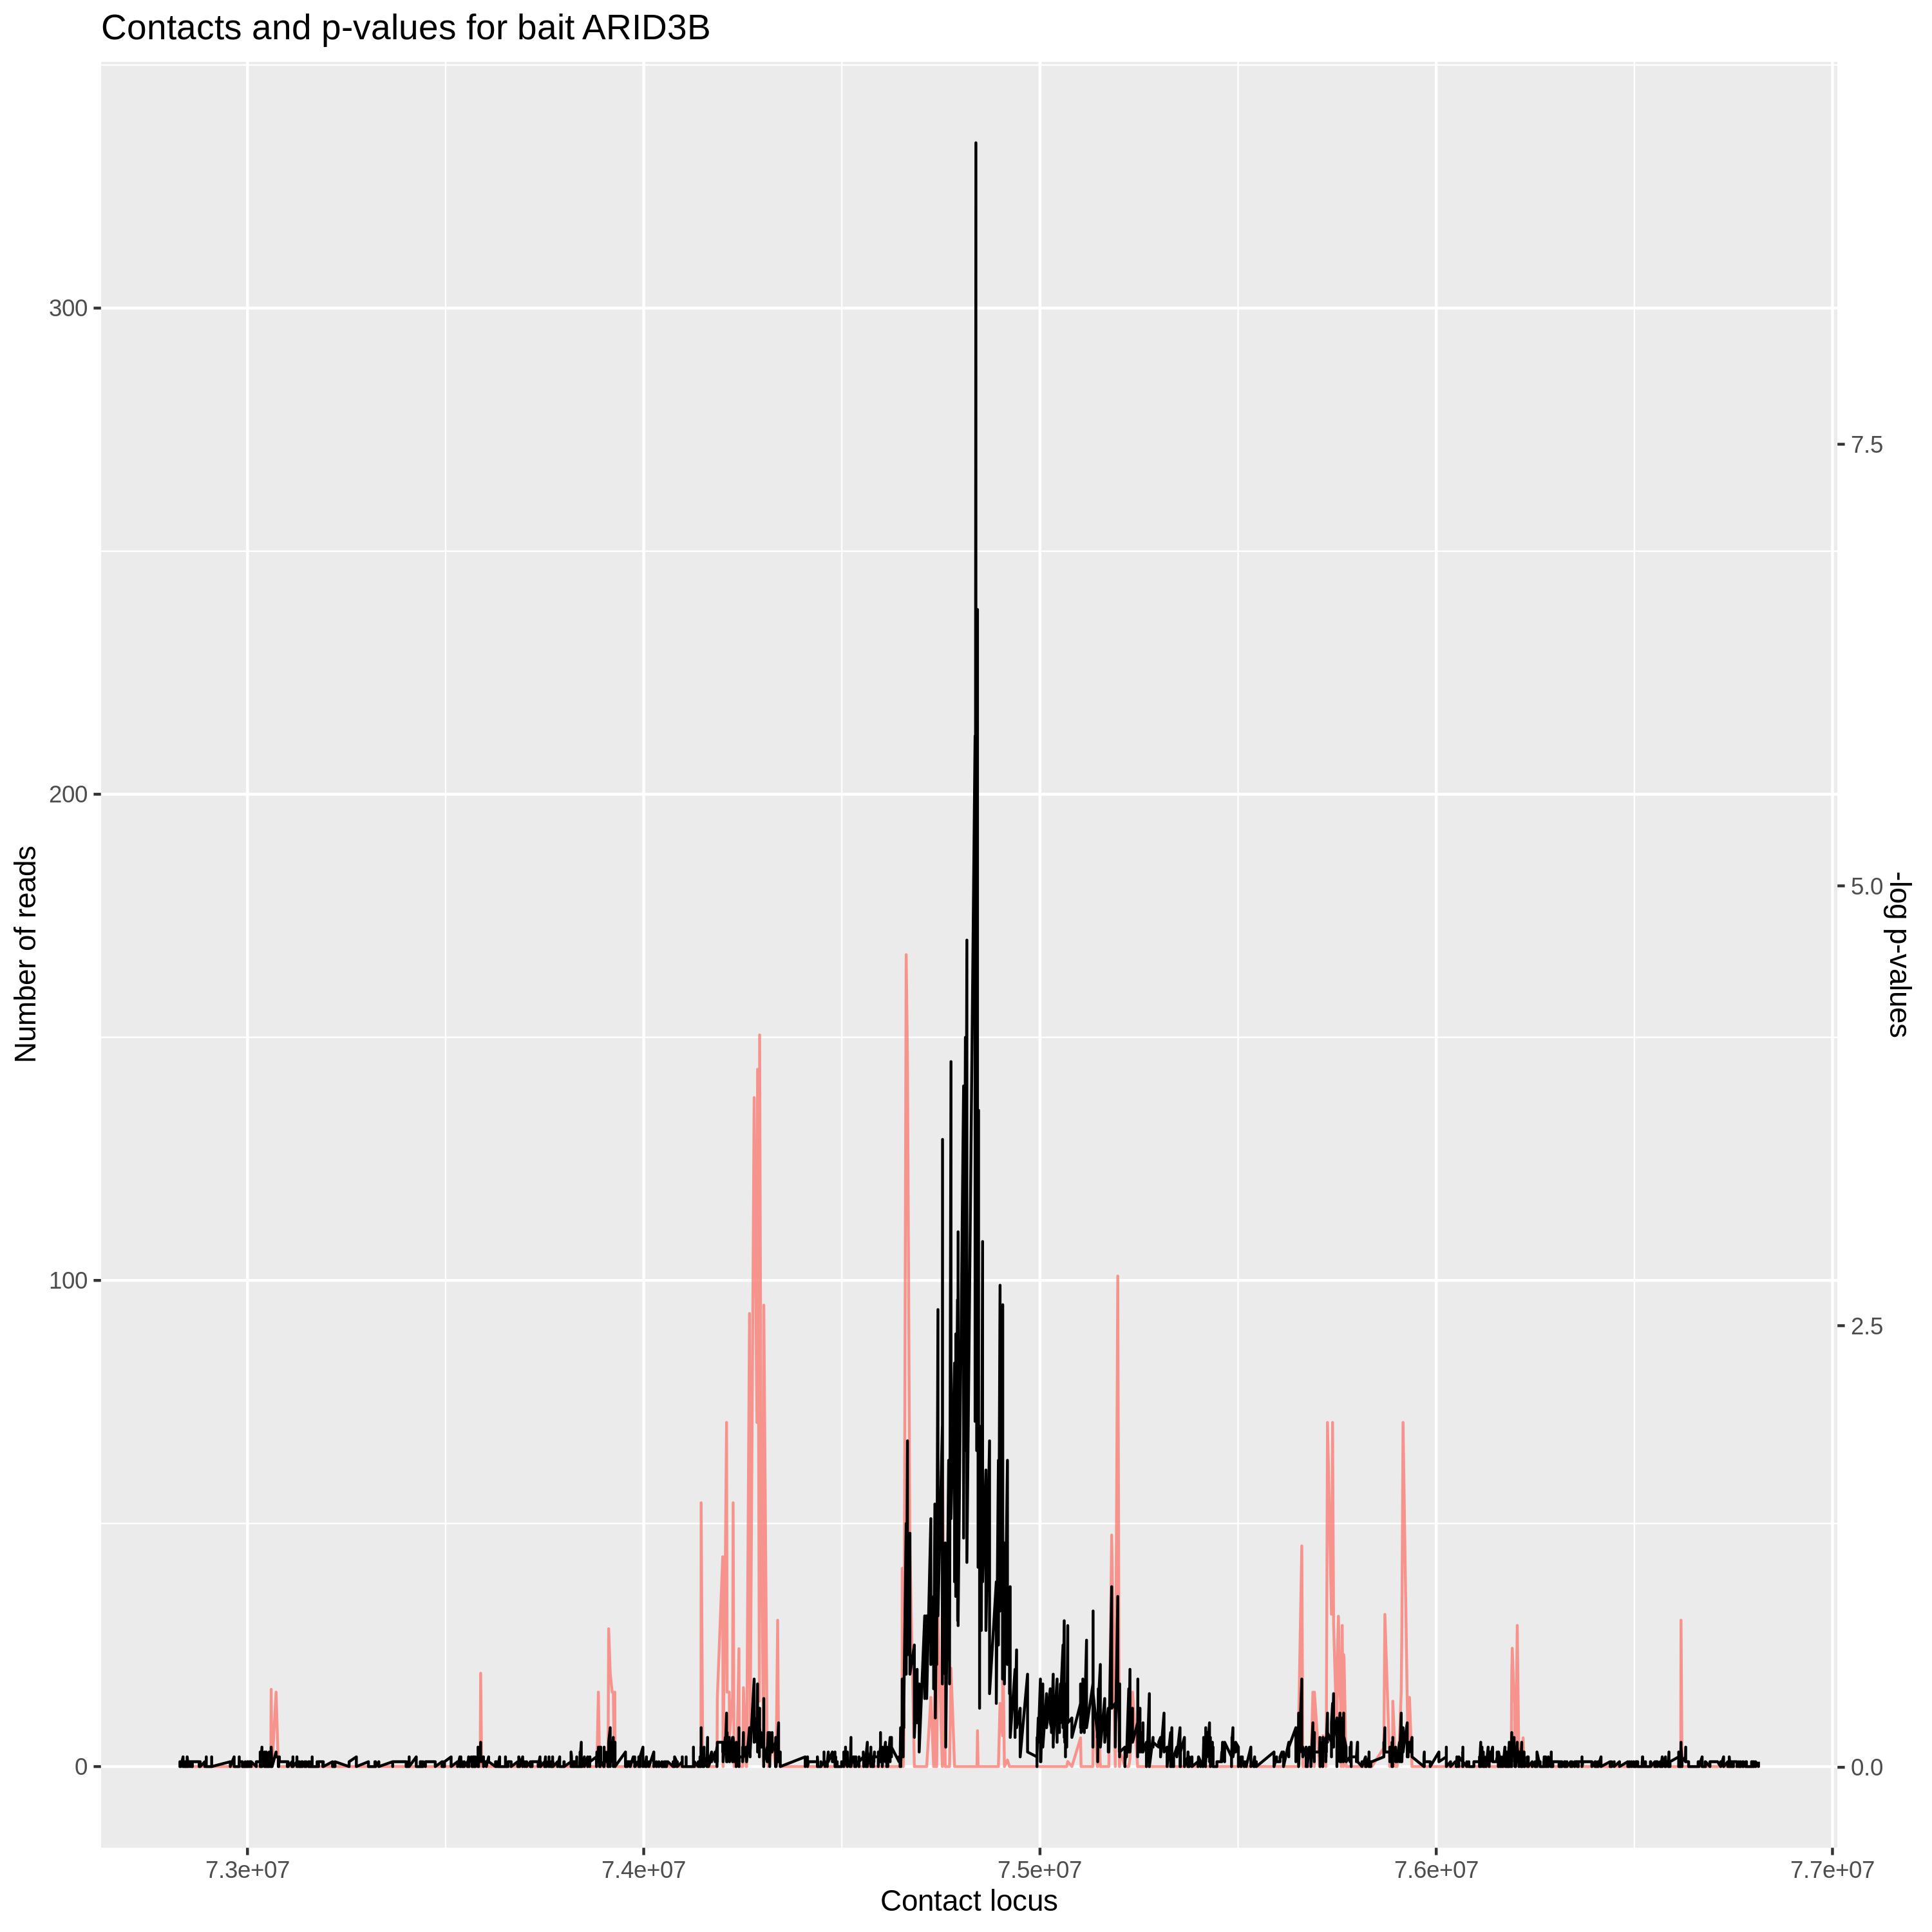 Contacts and p-values for bait ARID3B
300
200
100
0
Number of reads
7.5
5.0
2.5
0.0
-log p-values
7.3e+07 7.4e+07 7.5e+07 7.6e+07 7.7e+07
Contact locus